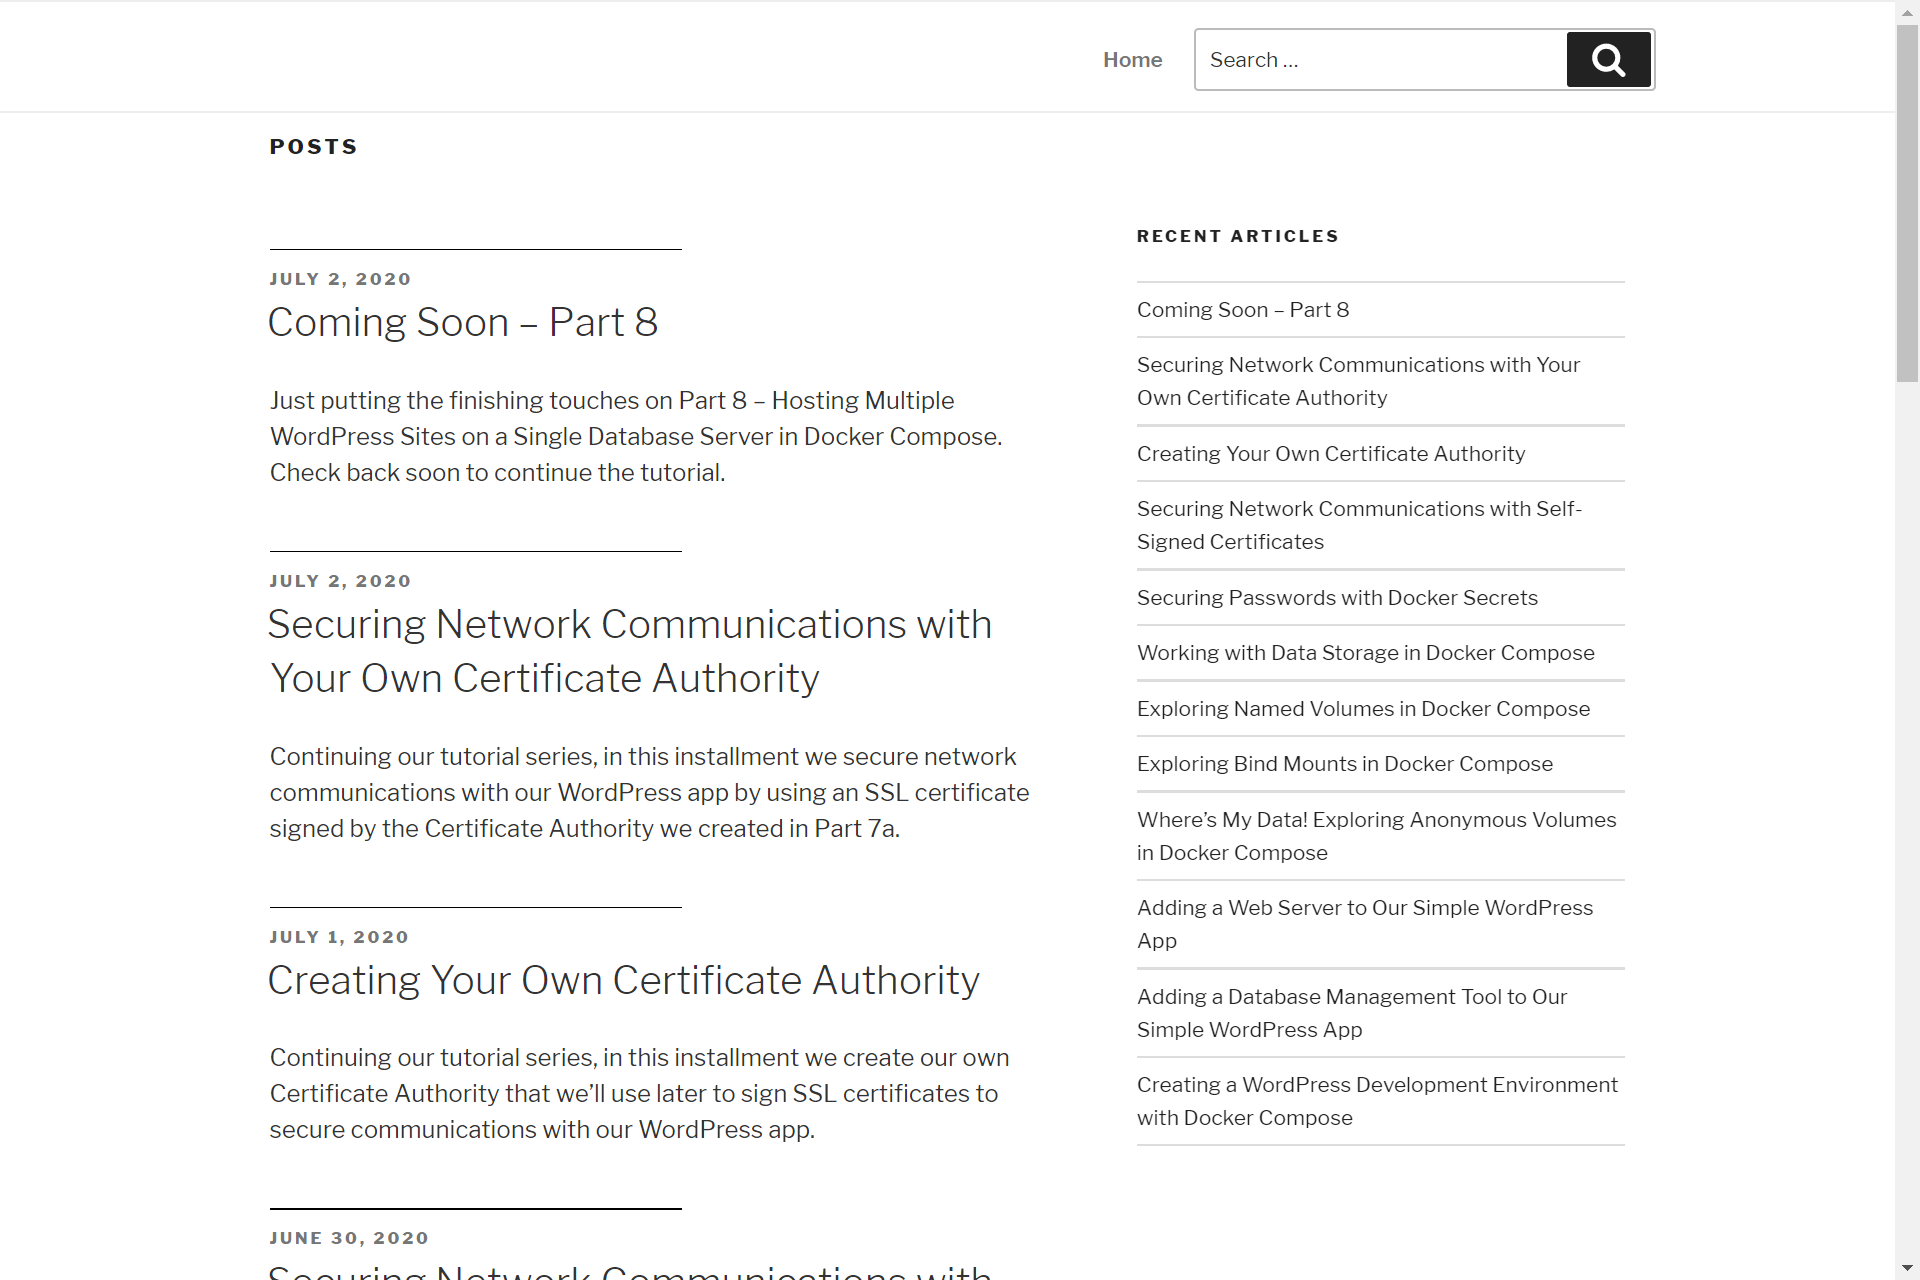 Home
Search …
POSTS
JULY 2, 2020
Coming Soon – Part 8
Just putting the finishing touches on Part 8 – Hosting Multiple
WordPress Sites on a Single Database Server in Docker Compose.
Check back soon to continue the tutorial.
JULY 2, 2020
Securing Network Communications with
Your Own Certificate Authority
Continuing our tutorial series, in this installment we secure network
communications with our WordPress app by using an SSL certificate
signed by the Certificate Authority we created in Part 7a.
JULY 1, 2020
Creating Your Own Certificate Authority
Continuing our tutorial series, in this installment we create our own
Certificate Authority that we’ll use later to sign SSL certificates to
secure communications with our WordPress app.
JUNE 30, 2020
Securing Network Communications with
RECENT ARTICLES
Coming Soon – Part 8
Securing Network Communications with Your
Own Certificate Authority
Creating Your Own Certificate Authority
Securing Network Communications with Self-
Signed Certificates
Securing Passwords with Docker Secrets
Working with Data Storage in Docker Compose
Exploring Named Volumes in Docker Compose
Exploring Bind Mounts in Docker Compose
Where’s My Data! Exploring Anonymous Volumes
in Docker Compose
Adding a Web Server to Our Simple WordPress
App
Adding a Database Management Tool to Our
Simple WordPress App
Creating a WordPress Development Environment
with Docker Compose